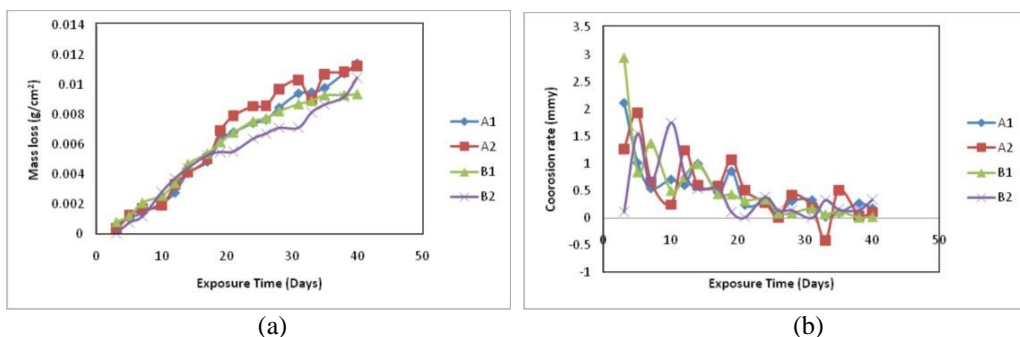 0.014
0.012
0.01
0.008
0.006
0.004
0.002
0
Mass loss (g/cm²)
0 10 20 30 40 50
Exposure Time (Days)
A1
A2
B1
B2
(a)
3.5
3
2.5
2
1.5
1
0.5
0
-0.5
-1
Coorosion rate (mmy)
0 10 20 30 40 50
Exposure Time (Days)
A1
A2
B1
B2
(b)